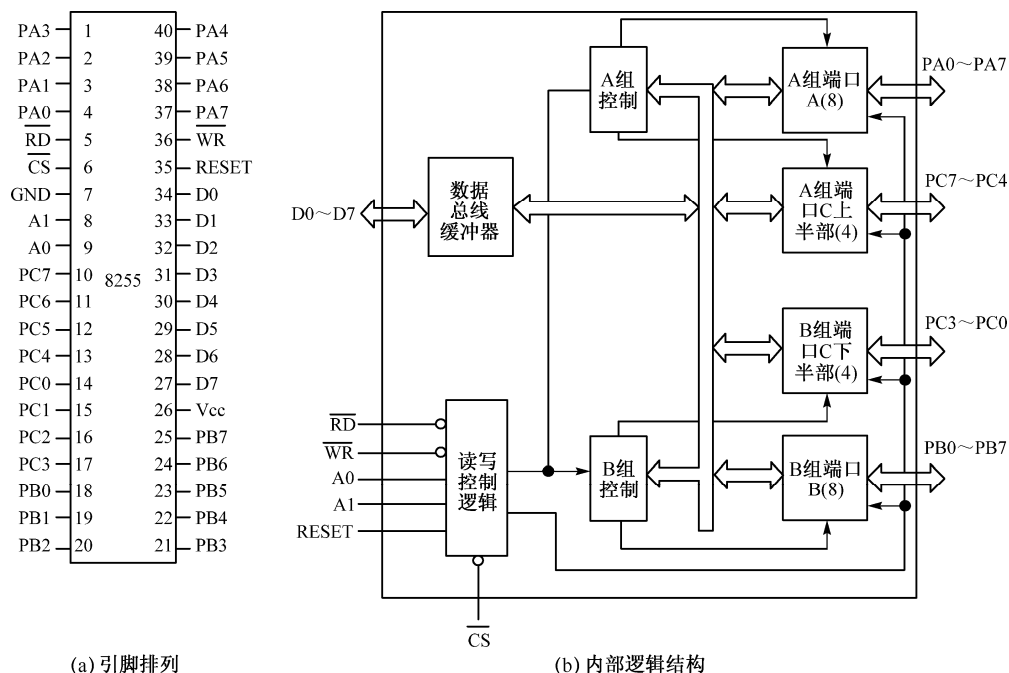 PA3 1 40 PA4
PA2 2 39 PA5
PA1 3 38 PA6
PA0 4 37 PA7
R̅D̅ 5 36 W̅R̅
C̅S̅ 6 35 RESET
GND 7 34 D0
A1 8 33 D1
A0 9 32 D2
PC7 10 8255 31 D3
PC6 11 30 D4
PC5 12 29 D5
PC4 13 28 D6
PC0 14 27 D7
PC1 15 26 Vcc
PC2 16 25 PB7
PC3 17 24 PB6
PB0 18 23 PB5
PB1 19 22 PB4
PB2 20 21 PB3
(a) 引脚排列
D0～D7
数据
总线
缓冲器
R̅D̅
W̅R̅
A0
A1
RESET
读写
控制
逻辑
C̅S̅
A组
控制
B组
控制
A组端口
A(8)
PA0～PA7
A组端
口C上
半部(4)
PC7～PC4
B组端
口C下
半部(4)
PC3～PC0
B组端口
B(8)
PB0～PB7
(b) 内部逻辑结构